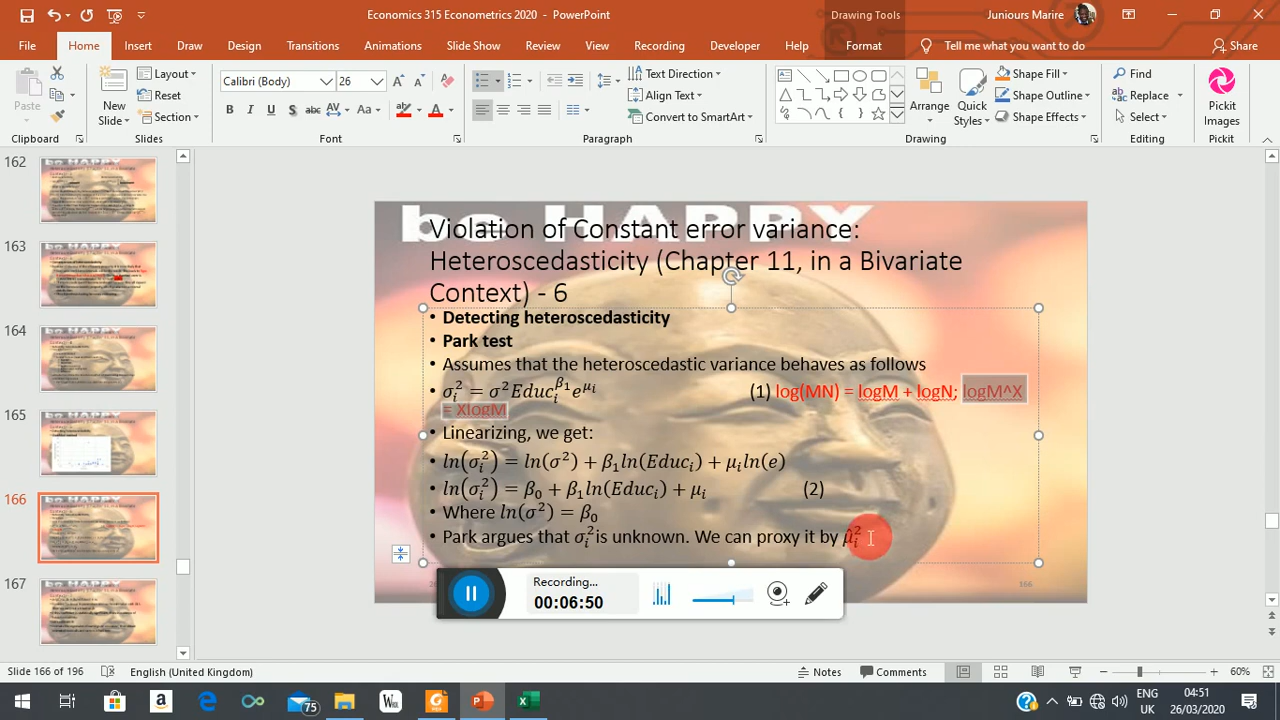 Economics 315 Econometrics 2020 - PowerPoint
Drawing Tools
Juniours Marire
File Home Insert Draw Design Transitions Animations Slide Show Review View Recording Developer Help Format Tell me what you want to do Share
Paste
New Slide
Layout
Reset
Section
Calibri (Body) 26
Text Direction
Align Text
Convert to SmartArt
Arrange
Quick Styles
Shape Fill
Shape Outline
Shape Effects
Find
Replace
Select
Pickit Images
Clipboard Slides Font Paragraph Drawing Editing Pickit
162
163
164
165
166
167
be HAPPY
Violation of Constant error variance:
Heteroscedasticity (Chapter 11, in a Bivariate
Context) - 6
• Detecting heteroscedasticity
• Park test
• Assumes that the heteroscedastic variance behaves as follows
• σᵢ² = σ²Educᵢ^β₁ e^μᵢ (1) log(MN) = logM + logN; logM^X
= XlogM
• Linearizing, we get:
• ln(σᵢ²) = ln(σ²) + β₁ln(Educᵢ) + μᵢln(e)
• ln(σᵢ²) = β₀ + β₁ln(Educᵢ) + μᵢ (2)
• Where ln(σ²) = β₀
• Park argues that σᵢ² is unknown. We can proxy it by μ̂ᵢ²
166
Recording...
00:06:50
Slide 166 of 196 English (United Kingdom) Notes Comments 60%
75
ENG
UK
04:51
26/03/2020